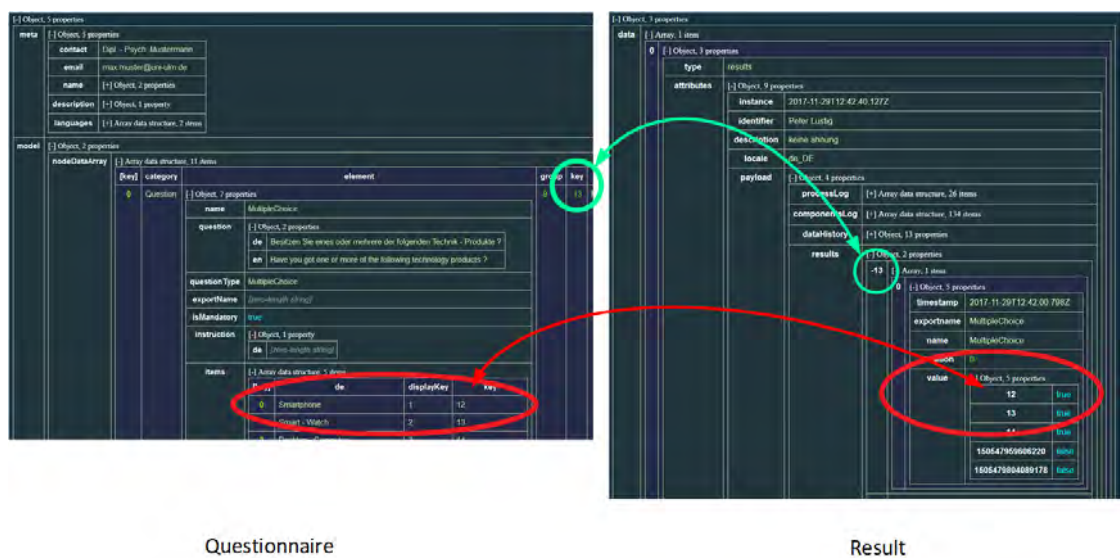 [-] Object, 5 properties
meta [-] Object, 5 properties
contact Dipl. - Psych. Mustermann
email max.muster@uni-ulm.de
name [+] Object, 2 properties
description [+] Object, 1 property
languages [+] Array data structure, 2 items
model [-] Object, 2 properties
nodeDataArray [-] Array data structure, 11 items
[key] category element group key
0 Question [-] Object, 7 properties 0
name MultipleChoice
question [-] Object, 2 properties
de Besitzen Sie eines oder mehrere der folgenden Technik - Produkte ?
en Have you got one or more of the following technology products ?
questionType MultipleChoice
exportName [zero-length string]
isMandatory true
instruction [-] Object, 1 property
de [zero-length string]
items [-] Array data structure, 5 items
de displayKey key
0 Smartphone 1 12
Smart - Watch 2 13
[-] Object, 3 properties
data [-] Array, 1 item
0 [-] Object, 3 properties
type results
attributes [-] Object, 9 properties
instance 2017-11-29T12:42:40.127Z
identifier Peter Lustig
description keine ahnung
locale de_DE
payload [-] Object, 4 properties
processLog [+] Array data structure, 26 items
componentsLog [+] Array data structure, 134 items
dataHistory [+] Object, 13 properties
results [-] Object, 2 properties
-13 [-] Array, 1 item
0 [-] Object, 5 properties
timestamp 2017-11-29T12:42:00.798Z
exportname MultipleChoice
name MultipleChoice
value [-] Object, 5 properties
12 true
13 true
14 true
1505479804089178 false
Questionnaire
Result